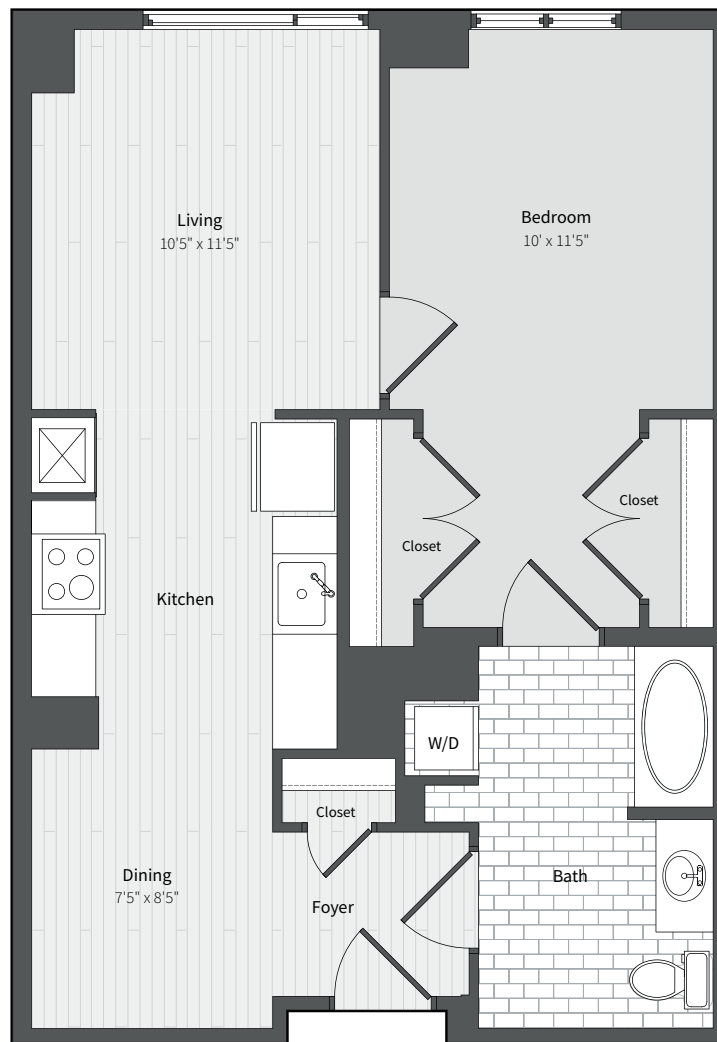 Living
10'5" x 11'5"
Bedroom
10' x 11'5"
Closet
Closet
Kitchen
W/D
Closet
Dining
7'5" x 8'5"
Foyer
Bath